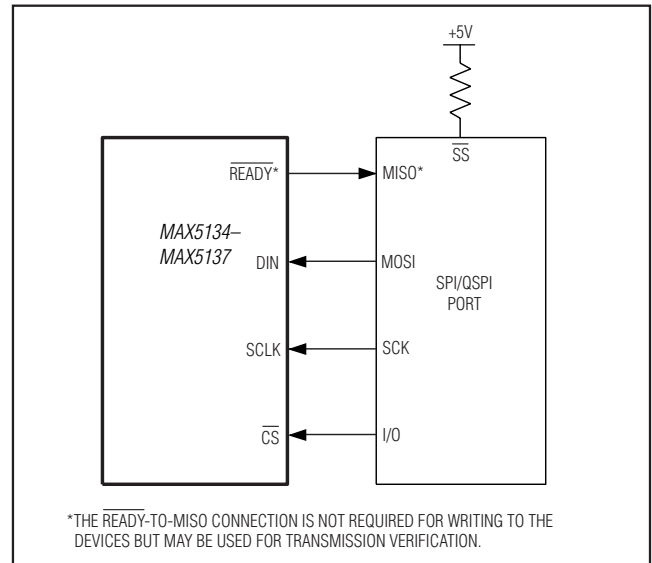 +5V
SS
READY*
MISO*
MAX5134–
MAX5137
DIN
MOSI
SPI/QSPI
PORT
SCLK
SCK
CS
I/O
*THE READY-TO-MISO CONNECTION IS NOT REQUIRED FOR WRITING TO THE
DEVICES BUT MAY BE USED FOR TRANSMISSION VERIFICATION.